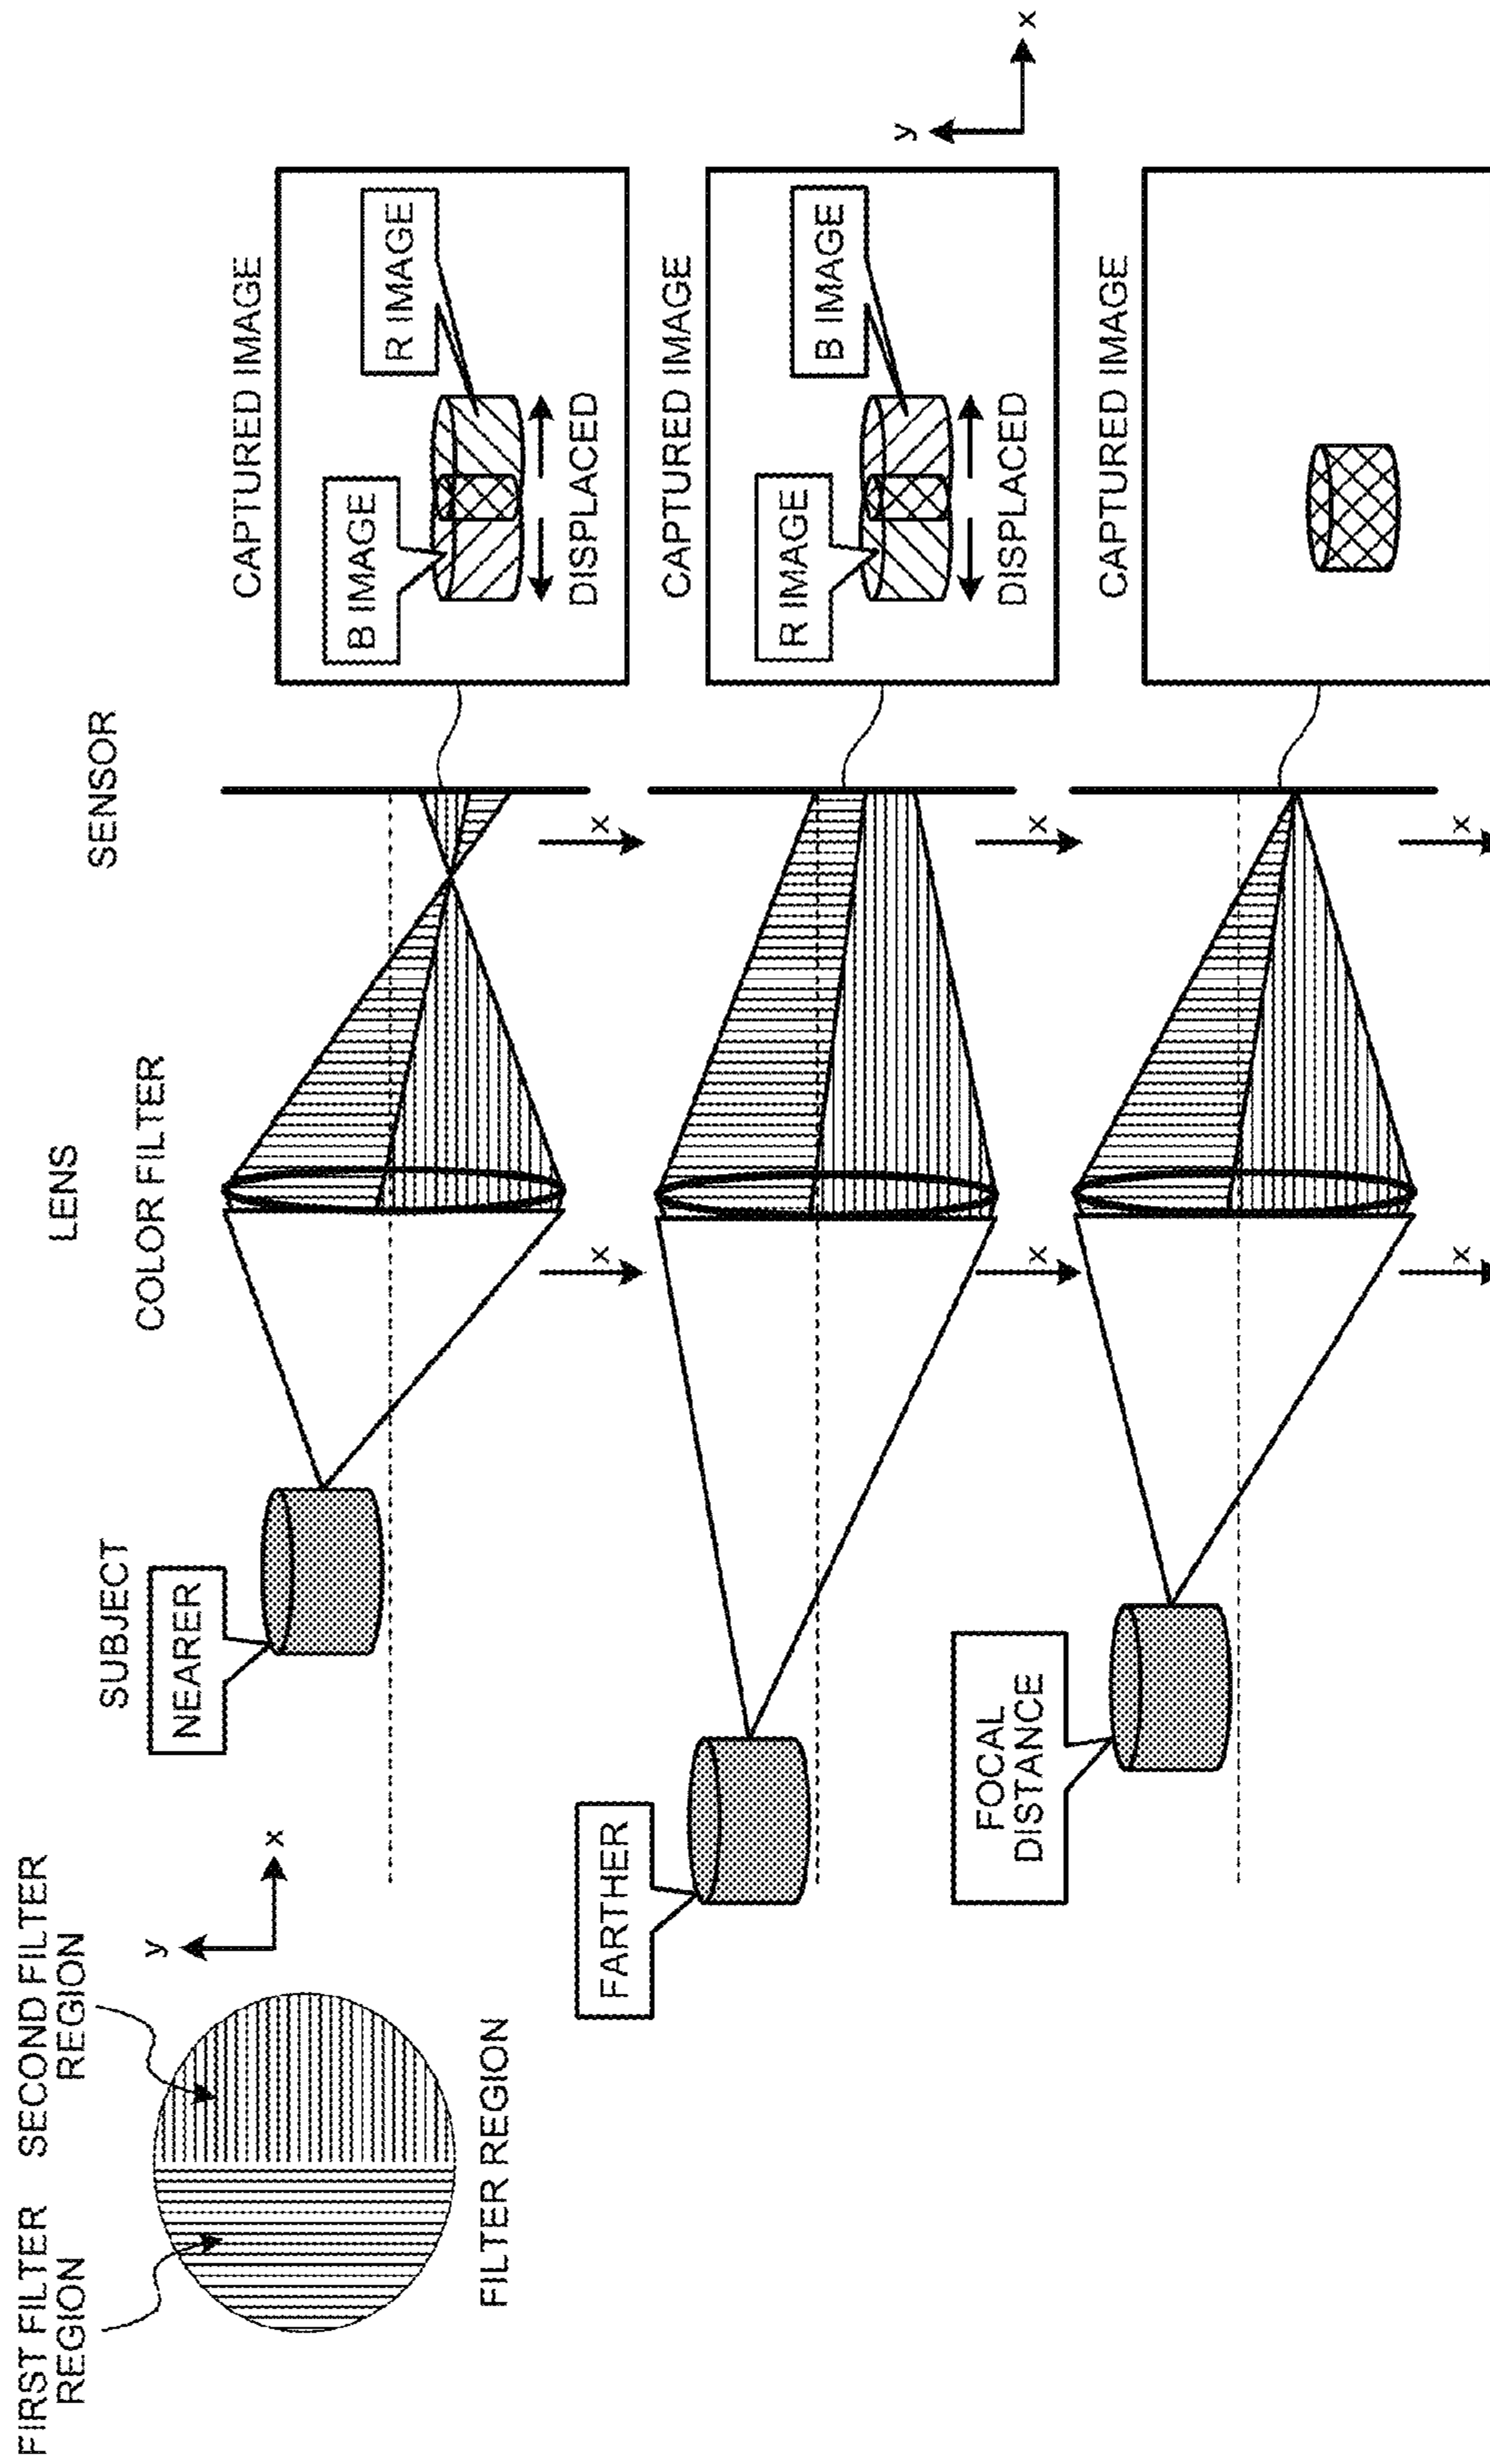 FIRST FILTER
REGION
SECOND FILTER
REGION
y
x
FILTER REGION
SUBJECT
LENS
COLOR FILTER
SENSOR
NEARER
x
x
CAPTURED IMAGE
B IMAGE
R IMAGE
DISPLACED
FARTHER
x
x
CAPTURED IMAGE
R IMAGE
B IMAGE
DISPLACED
y
x
FOCAL
DISTANCE
x
x
CAPTURED IMAGE